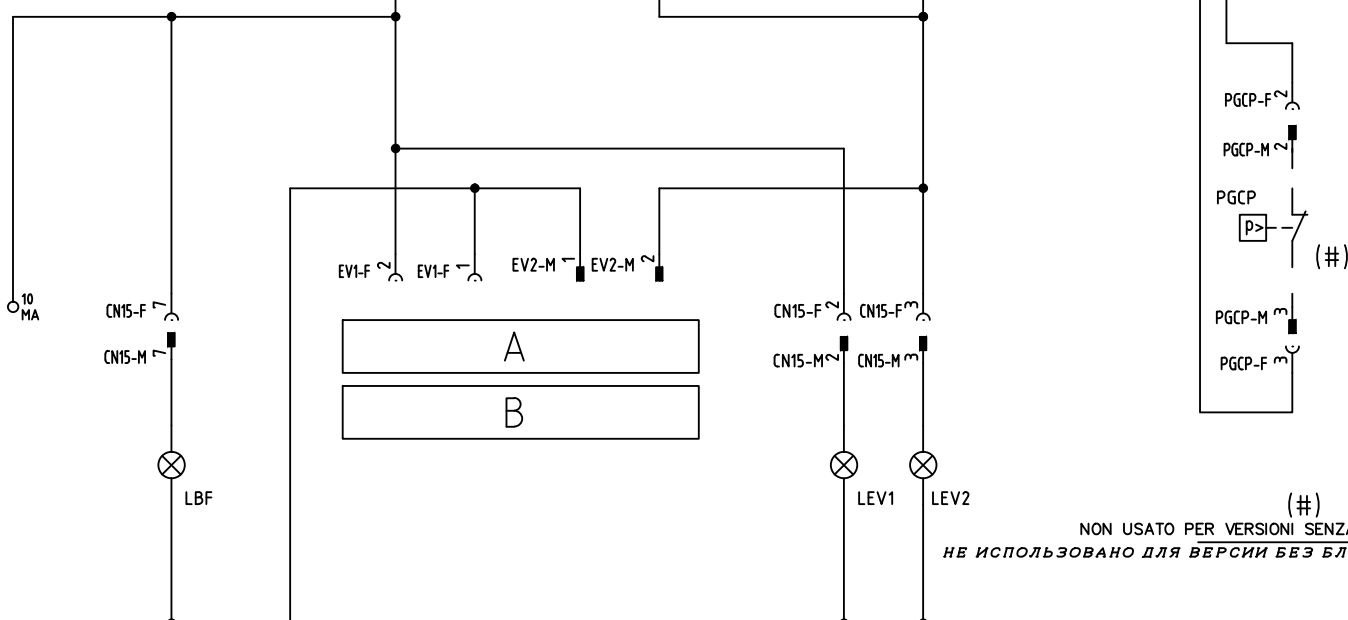 PGCP-F 2
PGCP-M 2
PGCP
P>
(#)
EV1-F 2
EV1-F 1
EV2-M 1
EV2-M 2
10
MA
CN15-F 7
CN15-M 7
A
B
CN15-F 2
CN15-F 3
CN15-M 2
CN15-M 3
PGCP-M 3
PGCP-F 3
LBF
LEV1
LEV2
(#)
NON USATO PER VERSIONI SENZA
НЕ ИСПОЛЬЗОВАНО ДЛЯ ВЕРСИИ БЕЗ БЛ